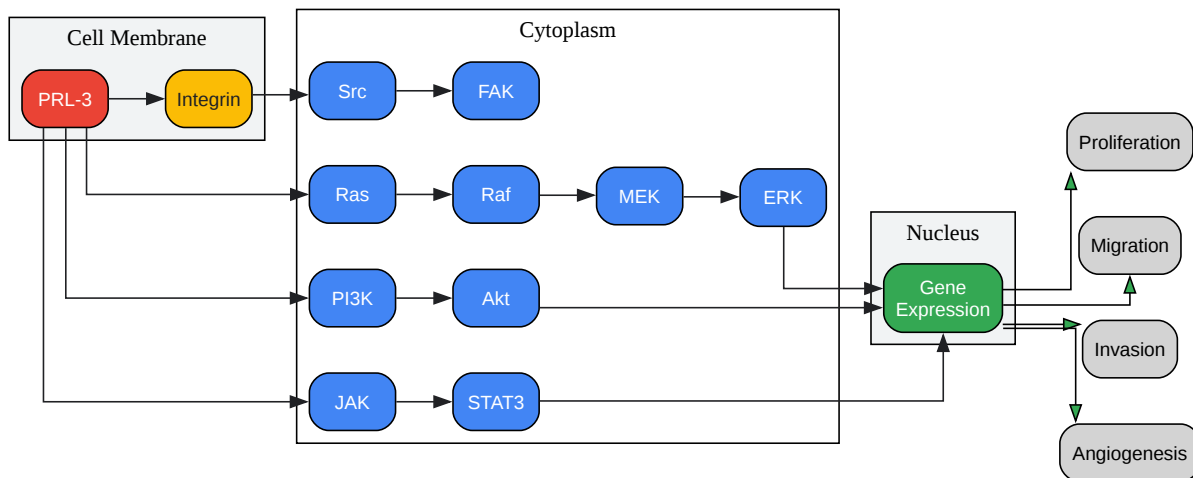 Cell Membrane
PRL-3
Integrin
Cytoplasm
Src
FAK
Ras
Raf
MEK
ERK
PI3K
Akt
JAK
STAT3
Nucleus
Gene
Expression
Proliferation
Migration
Invasion
Angiogenesis